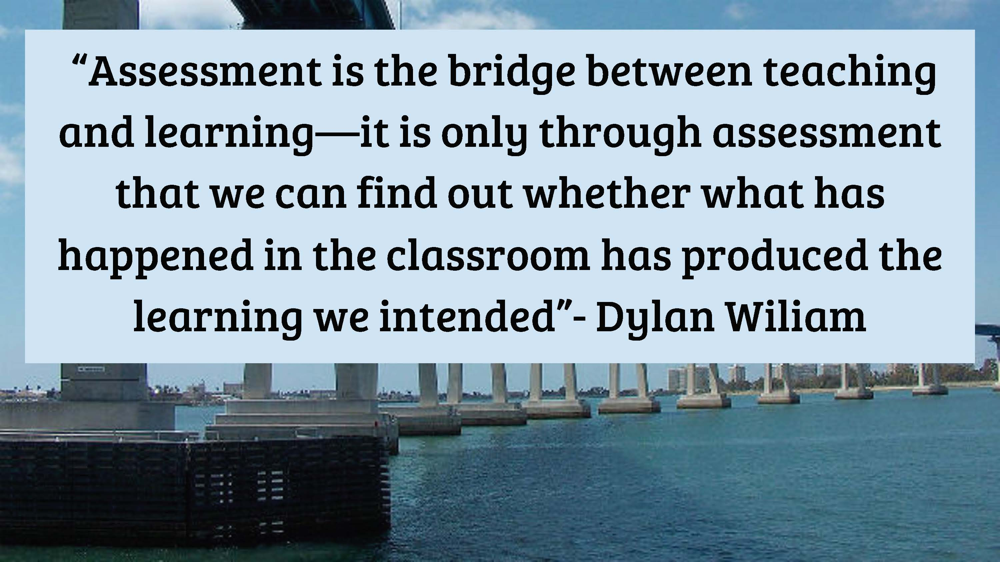 “Assessment is the bridge between teaching
and learning—it is only through assessment
that we can find out whether what has
happened in the classroom has produced the
learning we intended”- Dylan Wiliam